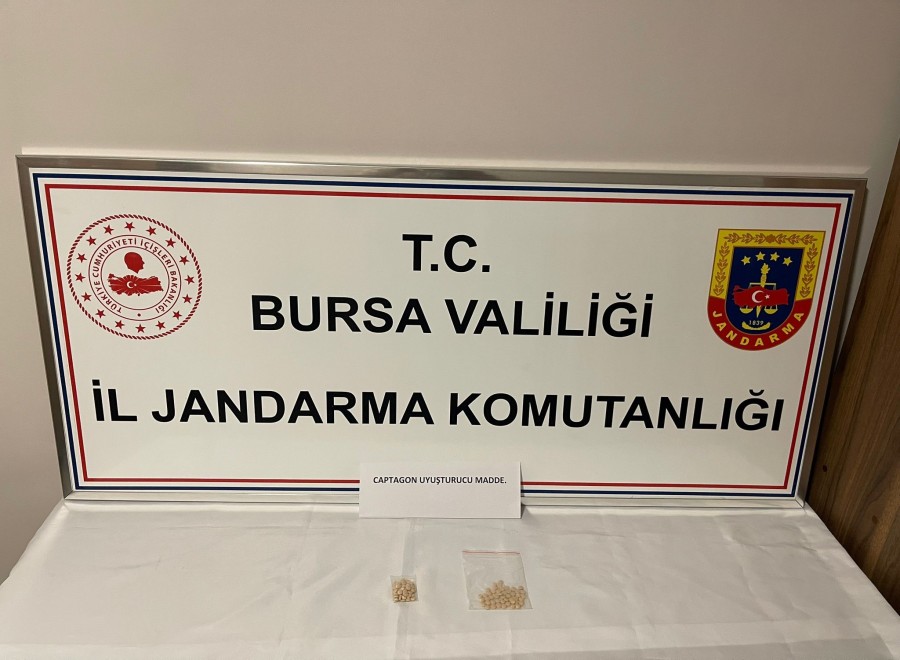 TÜRKİYE CUMHURİYETİ İÇİŞLERİ BAKANLIĞI
T.C.
BURSA VALİLİĞİ
İL JANDARMA KOMUTANLIĞI
1839
JANDARMA
CAPTAGON UYUŞTURUCU MADDE.